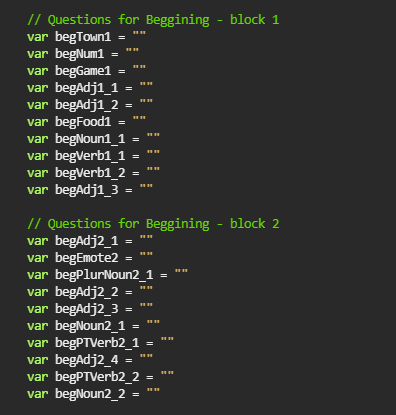 // Questions for Beggining - block 1
var begTown1 = ""
var begNum1 = ""
var begGame1 = ""
var begAdj1_1 = ""
var begAdj1_2 = ""
var begFood1 = ""
var begNoun1_1 = ""
var begVerb1_1 = ""
var begVerb1_2 = ""
var begAdj1_3 = ""

// Questions for Beggining - block 2
var begAdj2_1 = ""
var begEmote2 = ""
var begPlurNoun2_1 = ""
var begAdj2_2 = ""
var begAdj2_3 = ""
var begNoun2_1 = ""
var begPTVerb2_1 = ""
var begAdj2_4 = ""
var begPTVerb2_2 = ""
var begNoun2_2 = ""